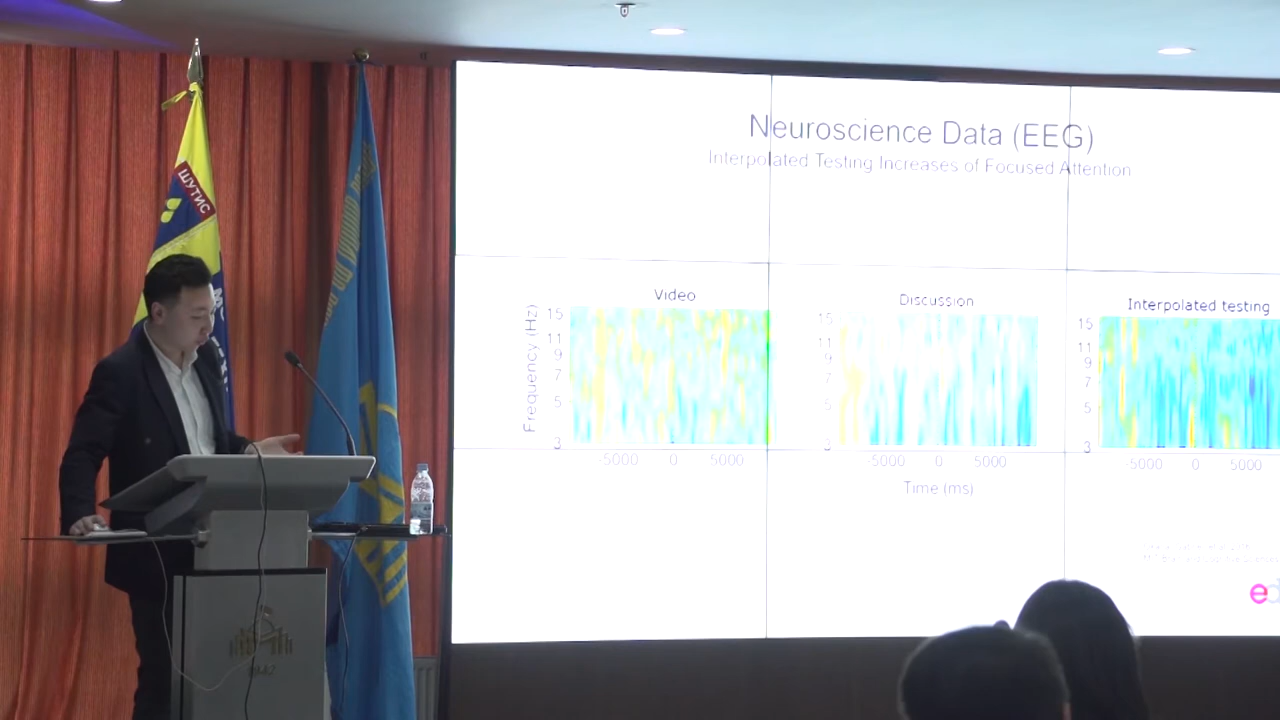 Neuroscience Data (EEG)
Interpolated Testing Increases of Focused Attention
ШУТИС
Video
Discussion
Interpolated testing
Frequency (Hz)
15
11
9
7
5
3
-5000 0 5000
15
11
9
7
5
3
-5000 0 5000
15
11
9
7
5
3
-5000 0 5000
Time (ms)
ed